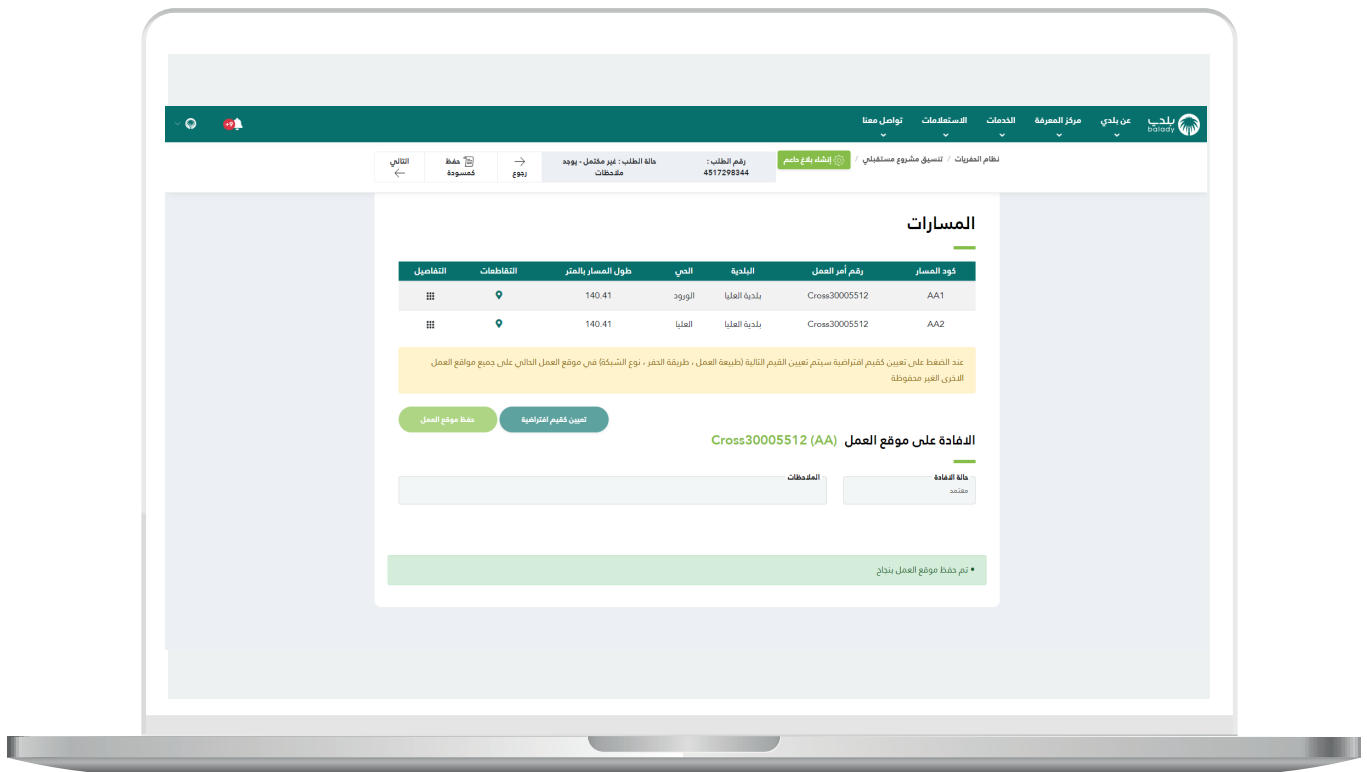 بلدي
balady
عن بلدي
مركز المعرفة
الخدمات
الاستعلامات
تواصل معنا
+9
نظام الحفريات / تنسيق مشروع مستقبلي /
إنشاء بلاغ داعم
رقم الطلب :
4517298344
حالة الطلب : غير مكتمل - يوجد
ملاحظات
رجوع
حفظ
كمسودة
التالي
المسارات
كود المسار رقم أمر العمل البلدية الحي طول المسار بالمتر التقاطعات التفاصيل
AA1 Cross30005512 بلدية العليا الورود 140.41
AA2 Cross30005512 بلدية العليا العليا 140.41
عند الضغط على تعيين كقيم افتراضية سيتم تعيين القيم التالية (طبيعة العمل ، طريقة الحفر ، نوع الشبكة) في موقع العمل الحالي على جميع مواقع العمل
الاخرى الغير محفوظة
تعيين كقيم افتراضية
حفظ موقع العمل
الافادة على موقع العمل Cross30005512 (AA)
حالة الافادة
معتمد
الملاحظات
• تم حفظ موقع العمل بنجاح